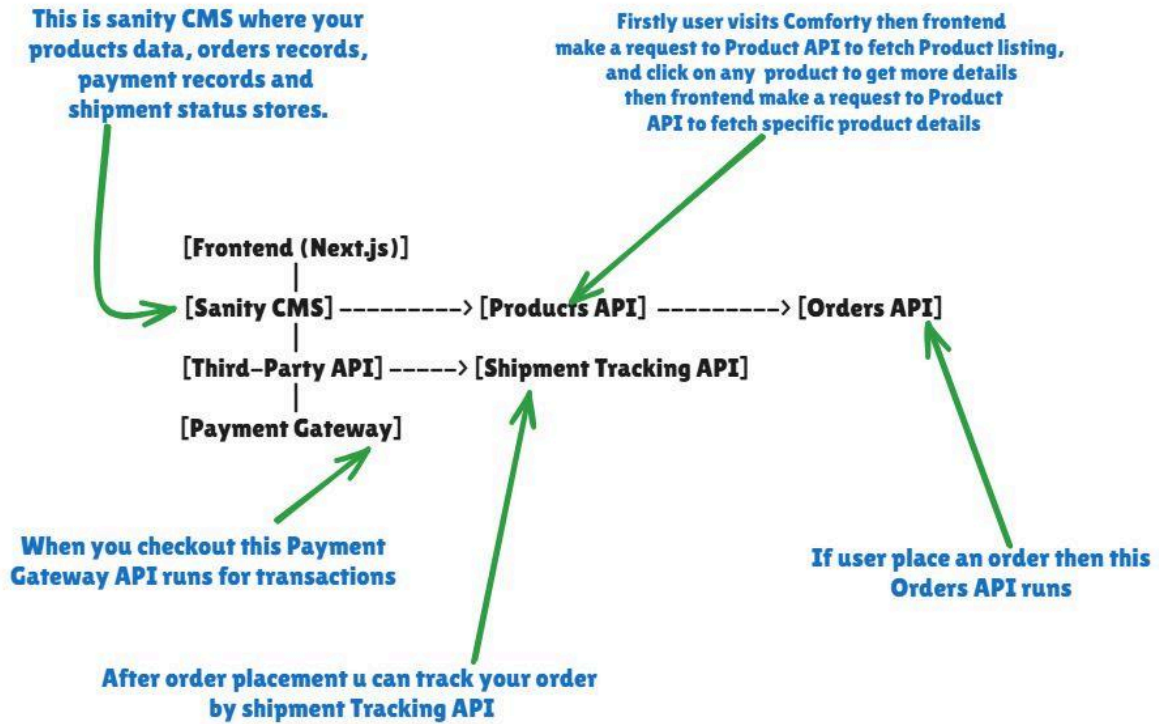 This is sanity CMS where your
products data, orders records,
payment records and
shipment status stores.
Firstly user visits Comforty then frontend
make a request to Product API to fetch Product listing,
and click on any product to get more details
then frontend make a request to Product
API to fetch specific product details
[Frontend (Next.js)]
|
[Sanity CMS] ---------> [Products API] ---------> [Orders API]
|
[Third-Party API] -----> [Shipment Tracking API]
|
[Payment Gateway]
When you checkout this Payment
Gateway API runs for transactions
If user place an order then this
Orders API runs
After order placement u can track your order
by shipment Tracking API